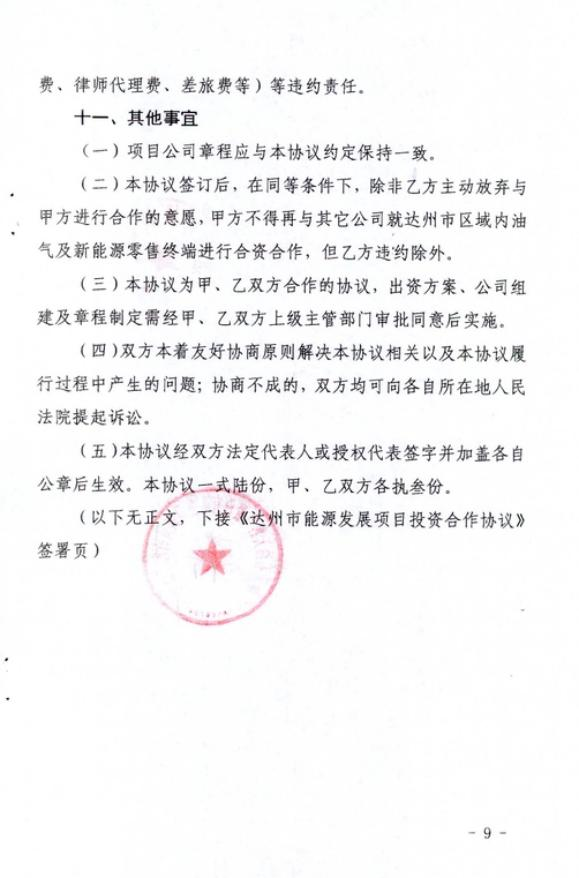 费、律师代理费、差旅费等）等违约责任。
十一、其他事宜
（一）项目公司章程应与本协议约定保持一致。
（二）本协议签订后，在同等条件下，除非乙方主动放弃与
甲方进行合作的意愿，甲方不得再与其它公司就达州市区域内油
气及新能源零售终端进行合资合作，但乙方违约除外。
（三）本协议为甲、乙双方合作的协议，出资方案、公司组
建及章程制定需经甲、乙双方上级主管部门审批同意后实施。
（四）双方本着友好协商原则解决本协议相关以及本协议履
行过程中产生的问题；协商不成的，双方均可向各自所在地人民
法院提起诉讼。
（五）本协议经双方法定代表人或授权代表签字并加盖各自
公章后生效。本协议一式陆份，甲、乙双方各执叁份。
（以下无正文，下接《达州市能源发展项目投资合作协议》
签署页）
- 9 -